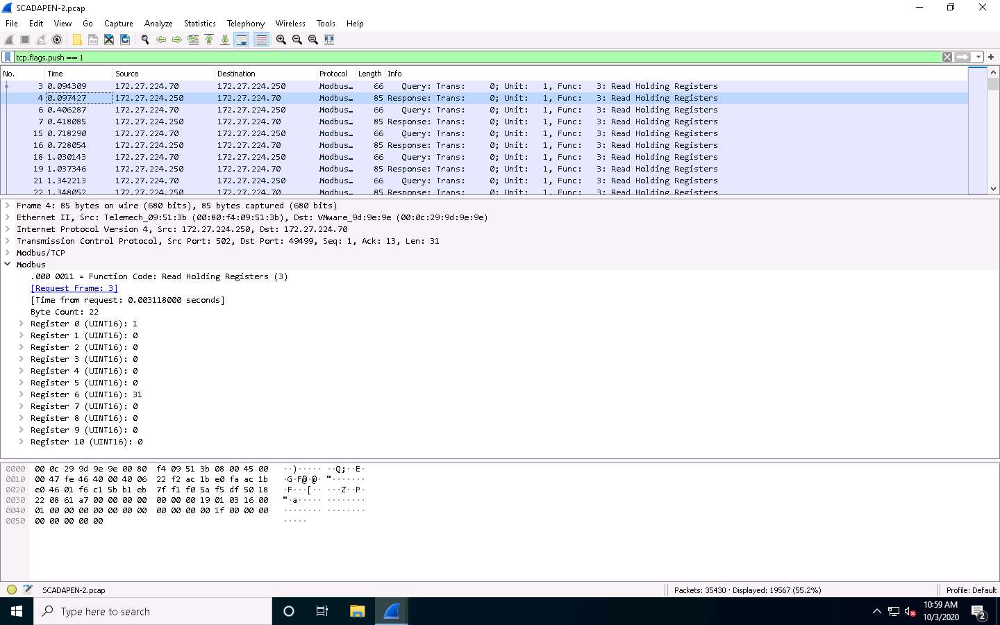 SCADAPEN-2.pcap
File Edit View Go Capture Analyze Statistics Telephony Wireless Tools Help
tcp.flags.push == 1
No. Time Source Destination Protocol Length Info
3 0.094309 172.27.224.70 172.27.224.250 Modbus… 66 Query: Trans: 0; Unit: 1, Func: 3: Read Holding Registers
4 0.097427 172.27.224.250 172.27.224.70 Modbus… 85 Response: Trans: 0; Unit: 1, Func: 3: Read Holding Registers
6 0.406287 172.27.224.70 172.27.224.250 Modbus… 66 Query: Trans: 0; Unit: 1, Func: 3: Read Holding Registers
7 0.418085 172.27.224.250 172.27.224.70 Modbus… 85 Response: Trans: 0; Unit: 1, Func: 3: Read Holding Registers
15 0.718290 172.27.224.70 172.27.224.250 Modbus… 66 Query: Trans: 0; Unit: 1, Func: 3: Read Holding Registers
16 0.728054 172.27.224.250 172.27.224.70 Modbus… 85 Response: Trans: 0; Unit: 1, Func: 3: Read Holding Registers
18 1.030143 172.27.224.70 172.27.224.250 Modbus… 66 Query: Trans: 0; Unit: 1, Func: 3: Read Holding Registers
19 1.037346 172.27.224.250 172.27.224.70 Modbus… 85 Response: Trans: 0; Unit: 1, Func: 3: Read Holding Registers
21 1.342213 172.27.224.70 172.27.224.250 Modbus… 66 Query: Trans: 0; Unit: 1, Func: 3: Read Holding Registers
22 1.348052 172.27.224.250 172.27.224.70 Modbus… 85 Response: Trans: 0; Unit: 1, Func: 3: Read Holding Registers
Frame 4: 85 bytes on wire (680 bits), 85 bytes captured (680 bits)
Ethernet II, Src: Telemech_09:51:3b (00:80:f4:09:51:3b), Dst: VMware_9d:9e:9e (00:0c:29:9d:9e:9e)
Internet Protocol Version 4, Src: 172.27.224.250, Dst: 172.27.224.70
Transmission Control Protocol, Src Port: 502, Dst Port: 49499, Seq: 1, Ack: 13, Len: 31
Modbus/TCP
Modbus
.000 0011 = Function Code: Read Holding Registers (3)
[Request Frame: 3]
[Time from request: 0.003118000 seconds]
Byte Count: 22
Register 0 (UINT16): 1
Register 1 (UINT16): 0
Register 2 (UINT16): 0
Register 3 (UINT16): 0
Register 4 (UINT16): 0
Register 5 (UINT16): 0
Register 6 (UINT16): 31
Register 7 (UINT16): 0
Register 8 (UINT16): 0
Register 9 (UINT16): 0
Register 10 (UINT16): 0
0000 00 0c 29 9d 9e 9e 00 80 f4 09 51 3b 08 00 45 00 ··)····· ··Q;··E·
0010 00 47 fe 46 40 00 40 06 22 f2 ac 1b e0 fa ac 1b ·G·F@·@· "·······
0020 e0 46 01 f6 c1 5b b1 eb 7f f1 f0 5a f5 df 50 18 ·F···[·· ···Z··P·
0030 22 08 61 a7 00 00 00 00 00 00 00 19 01 03 16 00 "·a····· ········
0040 01 00 00 00 00 00 00 00 00 00 00 00 1f 00 00 00 ········ ········
0050 00 00 00 00 00 ·····
SCADAPEN-2.pcap Packets: 35430 · Displayed: 19567 (55.2%) Profile: Default
Type here to search
10:59 AM
10/3/2020
2